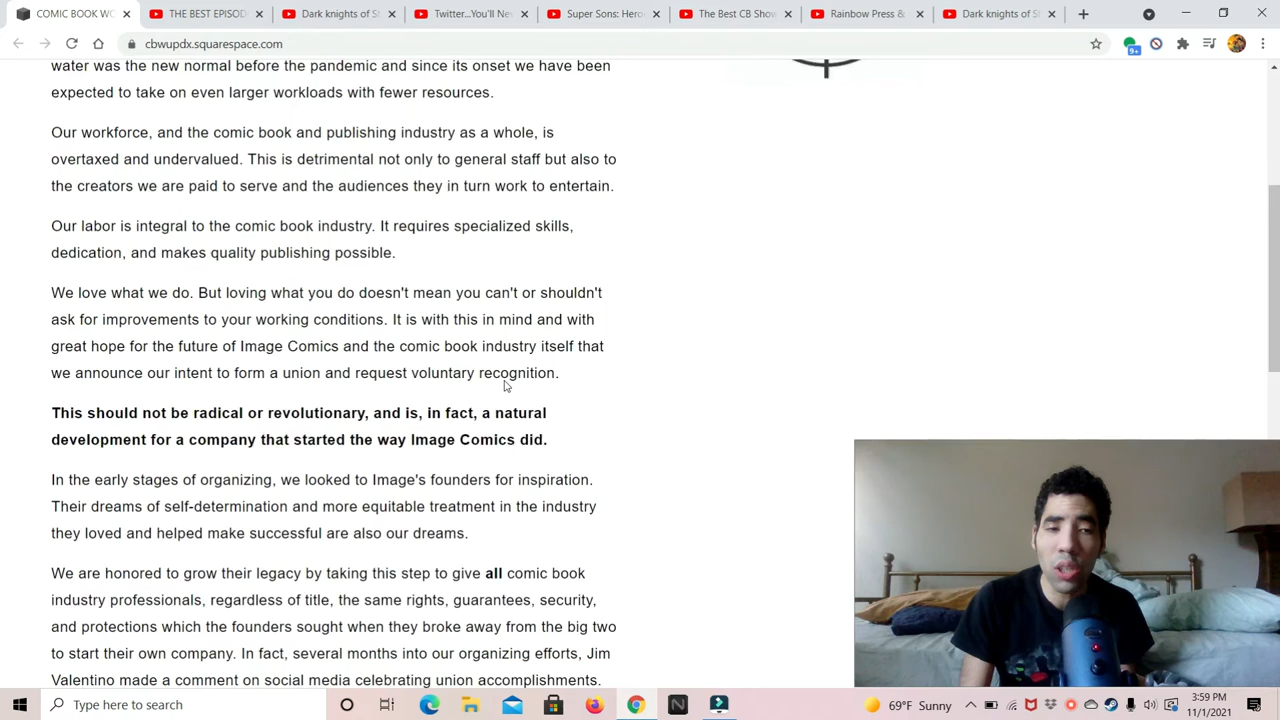 COMIC BOOK WO
THE BEST EPISOD
Dark knights of S
Twitter...You'll Ne
Super Sons: Hero
The Best CB Show
Rainbow Press &
Dark knights of S
cbwupdx.squarespace.com
9+
water was the new normal before the pandemic and since its onset we have been
expected to take on even larger workloads with fewer resources.
Our workforce, and the comic book and publishing industry as a whole, is
overtaxed and undervalued. This is detrimental not only to general staff but also to
the creators we are paid to serve and the audiences they in turn work to entertain.
Our labor is integral to the comic book industry. It requires specialized skills,
dedication, and makes quality publishing possible.
We love what we do. But loving what you do doesn't mean you can't or shouldn't
ask for improvements to your working conditions. It is with this in mind and with
great hope for the future of Image Comics and the comic book industry itself that
we announce our intent to form a union and request voluntary recognition.
This should not be radical or revolutionary, and is, in fact, a natural
development for a company that started the way Image Comics did.
In the early stages of organizing, we looked to Image's founders for inspiration.
Their dreams of self-determination and more equitable treatment in the industry
they loved and helped make successful are also our dreams.
We are honored to grow their legacy by taking this step to give all comic book
industry professionals, regardless of title, the same rights, guarantees, security,
and protections which the founders sought when they broke away from the big two
to start their own company. In fact, several months into our organizing efforts, Jim
Valentino made a comment on social media celebrating union accomplishments.
Type here to search
69°F Sunny
3:59 PM
11/1/2021